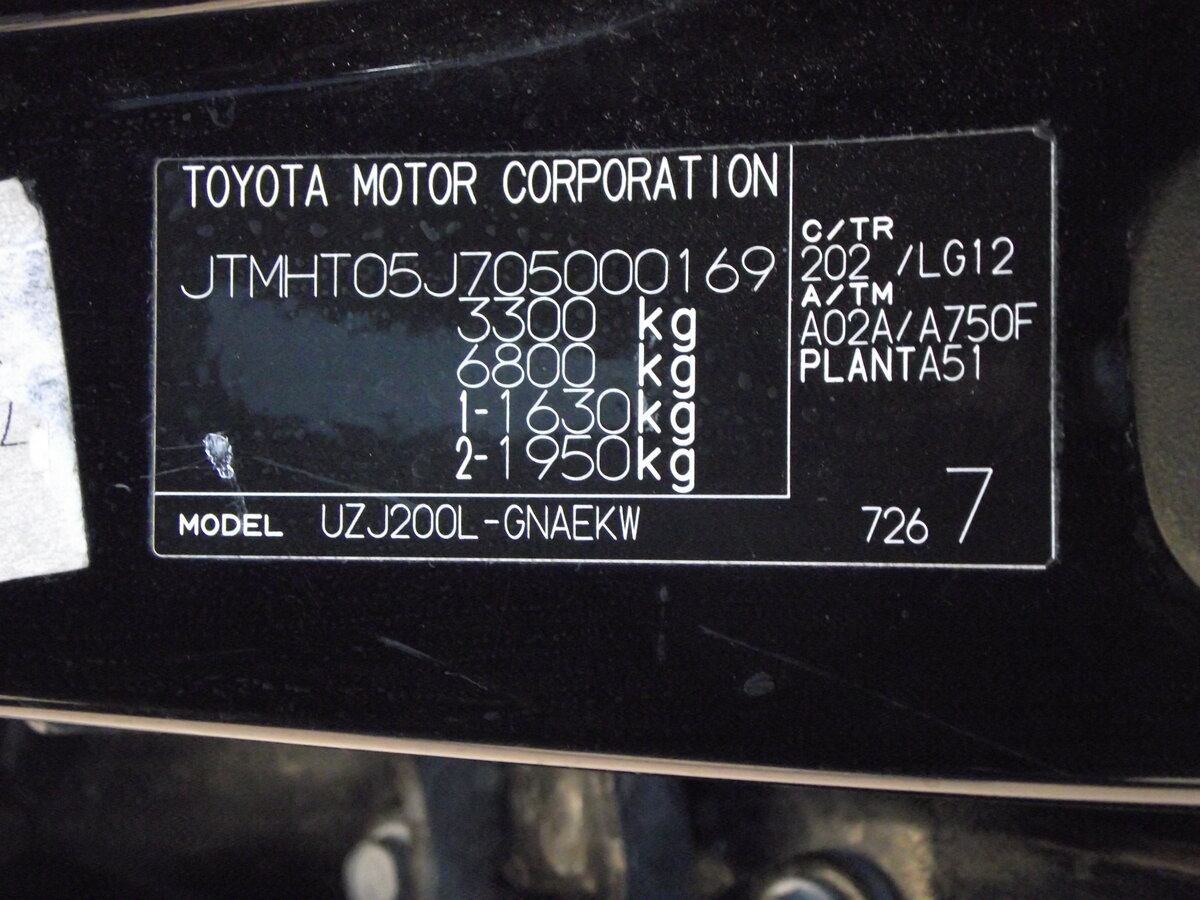 TOYOTA MOTOR CORPORATION
JTMHT05J705000169
3300 kg
6800 kg
1-1630kg
2-1950kg
MODEL UZJ200L-GNAEKW
C/TR
202 /LG12
A/TM
A02A/A750F
PLANTA51
726 7